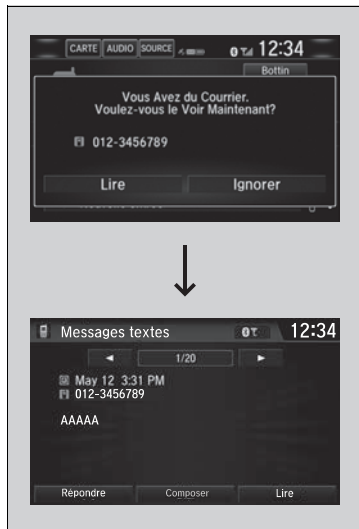 CARTE AUDIO SOURCE 12:34
Bottin
Vous Avez du Courrier.
Voulez-vous le Voir Maintenant?
012-3456789
Lire Ignorer
Messages textes 12:34
1/20
May 12 3:31 PM
012-3456789
AAAAA
Répondre Composer Lire